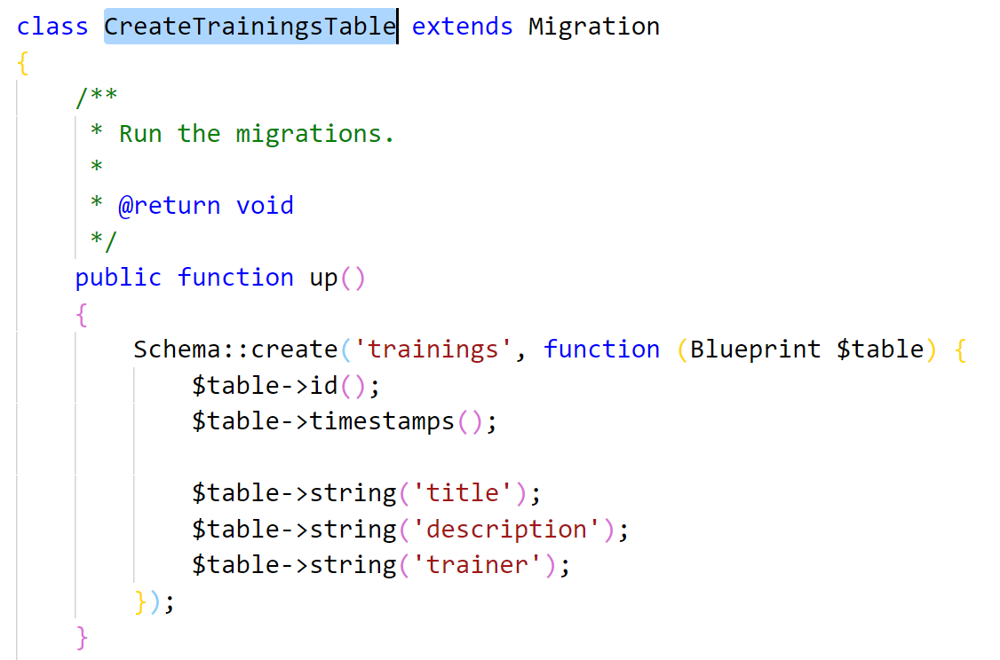 class CreateTrainingsTable extends Migration
{
    /**
     * Run the migrations.
     *
     * @return void
     */
    public function up()
    {
        Schema::create('trainings', function (Blueprint $table) {
            $table->id();
            $table->timestamps();

            $table->string('title');
            $table->string('description');
            $table->string('trainer');
        });
    }